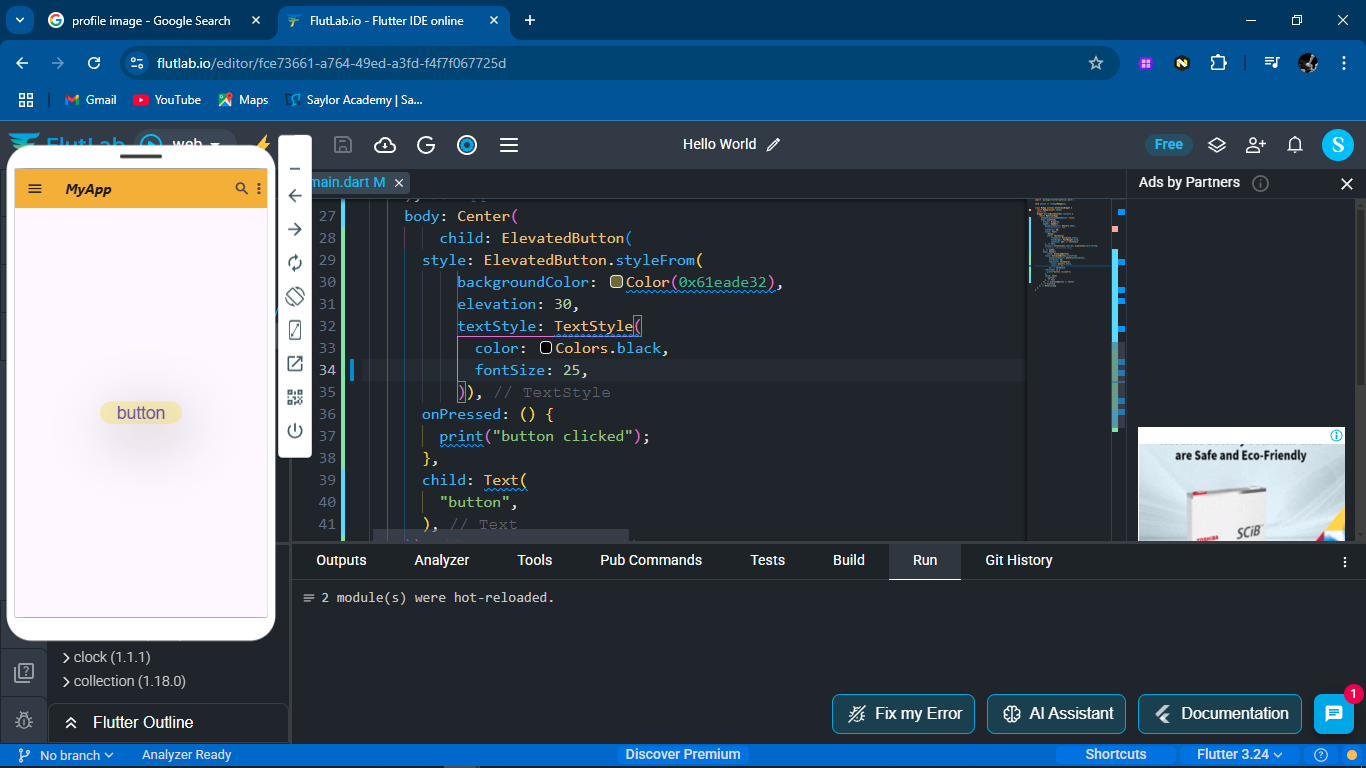 profile image - Google Search
FlutLab.io - Flutter IDE online
flutlab.io/editor/fce73661-a764-49ed-a3fd-f4f7f067725d
Gmail
YouTube
Maps
Saylor Academy | Sa...
FlutLab
web
Hello World
Free
S
MyApp
button
main.dart M
Ads by Partners
27 body: Center(
28 child: ElevatedButton(
29 style: ElevatedButton.styleFrom(
30 backgroundColor: Color(0x61eade32),
31 elevation: 30,
32 textStyle: TextStyle(
33 color: Colors.black,
34 fontSize: 25,
35 )), // TextStyle
36 onPressed: () {
37 print("button clicked");
38 },
39 child: Text(
40 "button",
41 ), // Text
are Safe and Eco-Friendly
TOSHIBA
SCiB
Outputs
Analyzer
Tools
Pub Commands
Tests
Build
Run
Git History
2 module(s) were hot-reloaded.
clock (1.1.1)
collection (1.18.0)
Flutter Outline
Fix my Error
AI Assistant
Documentation
1
No branch
Analyzer Ready
Discover Premium
Shortcuts
Flutter 3.24